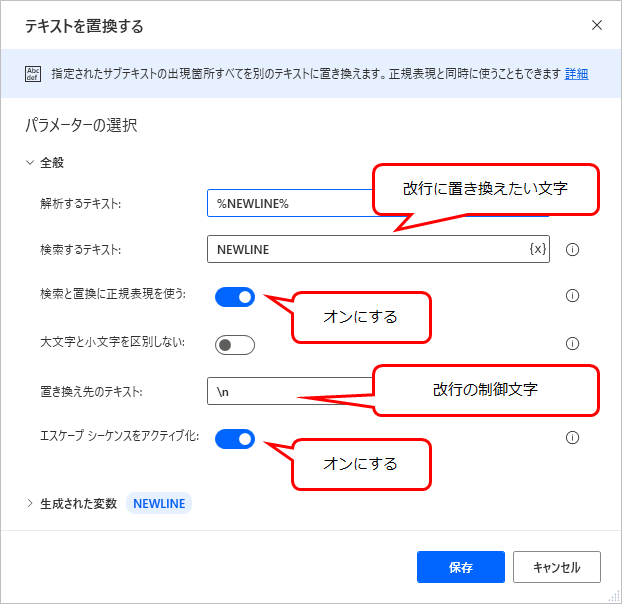 テキストを置換する
Abc
def
指定されたサブテキストの出現箇所すべてを別のテキストに置き換えます。正規表現と同時に使うこともできます 詳細
パラメーターの選択
全般
改行に置き換えたい文字
解析するテキスト: %NEWLINE%
検索するテキスト: NEWLINE {x}
検索と置換に正規表現を使う:
オンにする
大文字と小文字を区別しない:
改行の制御文字
置き換え先のテキスト: \n
エスケープ シーケンスをアクティブ化:
オンにする
生成された変数 NEWLINE
保存 キャンセル